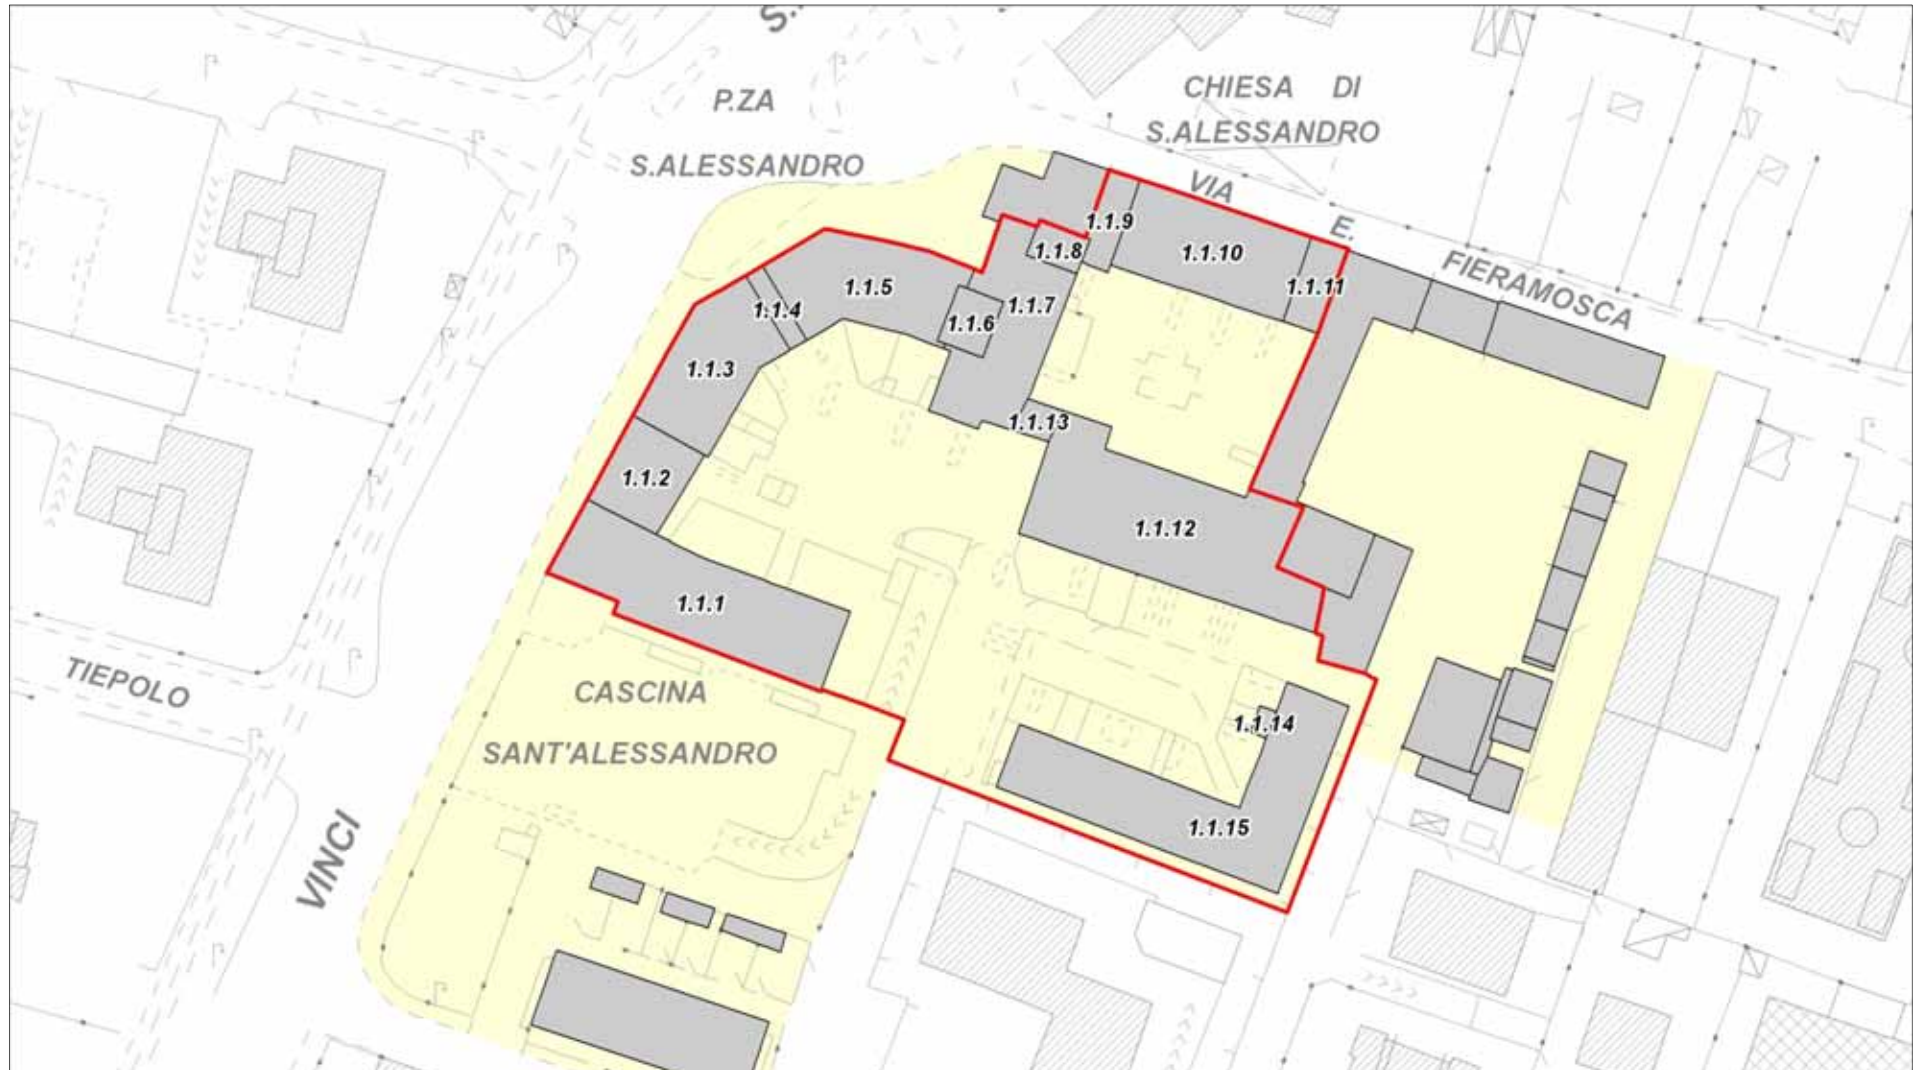 S.
P.ZA
S.ALESSANDRO
CHIESA DI
S.ALESSANDRO
VIA E. FIERAMOSCA
1.1.9
1.1.8
1.1.10
1.1.11
1.1.5
1.1.4
1.1.7
1.1.6
1.1.3
1.1.13
1.1.2
1.1.12
1.1.1
TIEPOLO
CASCINA
SANT'ALESSANDRO
1.1.14
1.1.15
VINCI